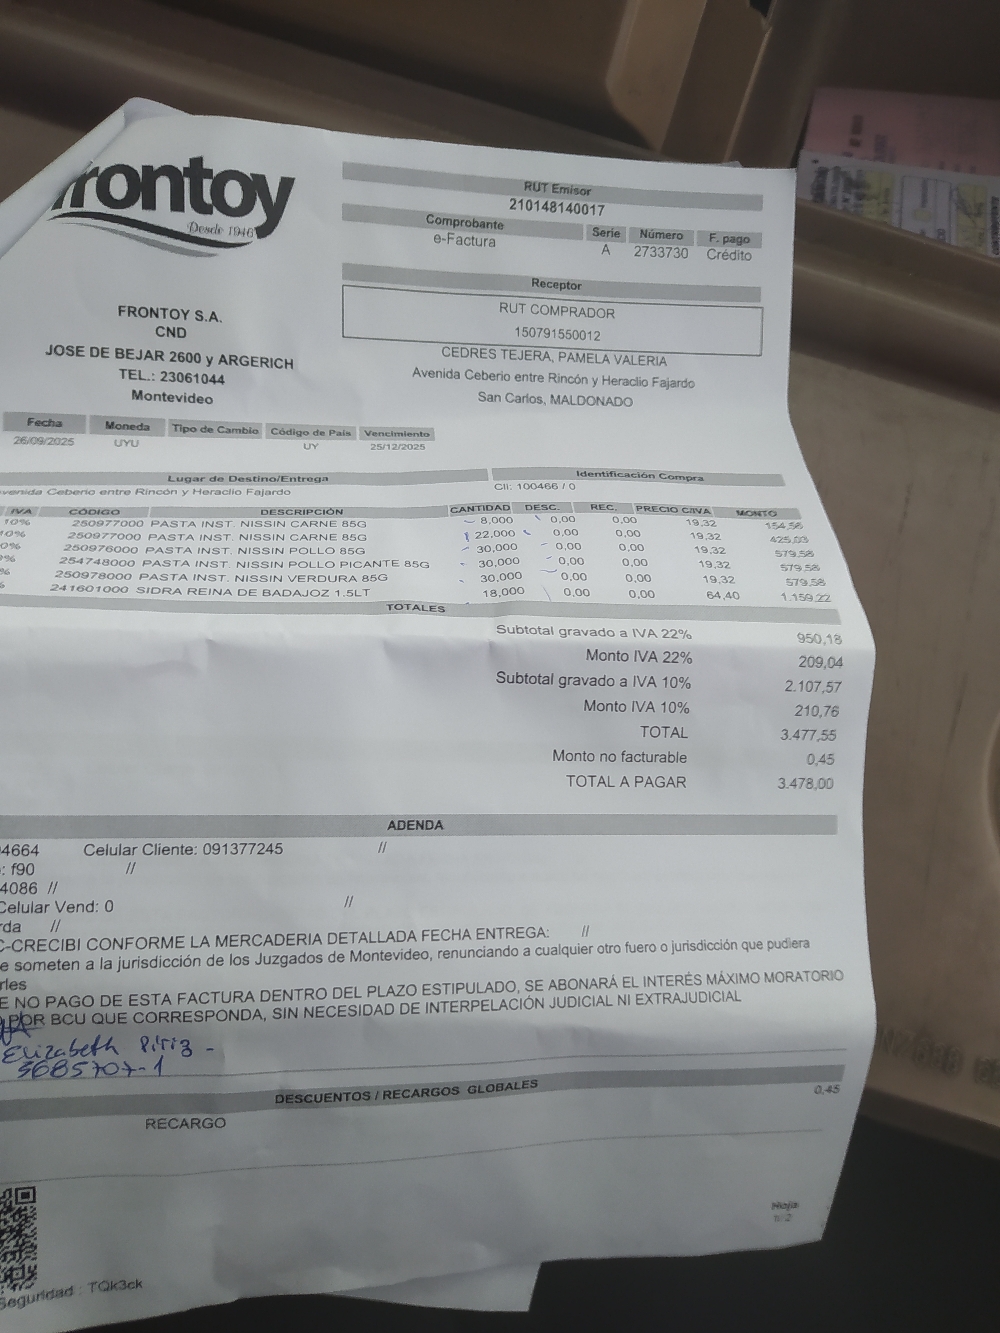 frontoy
Desde 1946
FRONTOY S.A.
CND
JOSE DE BEJAR 2600 y ARGERICH
TEL.: 23061044
Montevideo
RUT Emisor
210148140017
Comprobante Serie Número F. pago
e-Factura A 2733730 Crédito
Receptor
RUT COMPRADOR
150791550012
CEDRES TEJERA, PAMELA VALERIA
Avenida Ceberio entre Rincón y Heraclio Fajardo
San Carlos, MALDONADO
Fecha Moneda Tipo de Cambio Código de País Vencimiento
26/09/2025 UYU UY 25/12/2025
Lugar de Destino/Entrega Identificación Compra
venida Ceberio entre Rincón y Heraclio Fajardo CII: 100466 / 0
IVA CÓDIGO DESCRIPCIÓN CANTIDAD DESC. REC. PRECIO C/IVA MONTO
10% 250977000 PASTA INST. NISSIN CARNE 85G 8,000 0,00 0,00 19,32 154,56
0% 250977000 PASTA INST. NISSIN CARNE 85G 22,000 0,00 0,00 19,32 425,03
0% 250976000 PASTA INST. NISSIN POLLO 85G 30,000 0,00 0,00 19,32 579,58
% 254748000 PASTA INST. NISSIN POLLO PICANTE 85G 30,000 0,00 0,00 19,32 579,58
% 250978000 PASTA INST. NISSIN VERDURA 85G 30,000 0,00 0,00 19,32 579,58
241601000 SIDRA REINA DE BADAJOZ 1.5LT 18,000 0,00 0,00 64,40 1.159,22
TOTALES
Subtotal gravado a IVA 22% 950,18
Monto IVA 22% 209,04
Subtotal gravado a IVA 10% 2.107,57
Monto IVA 10% 210,76
TOTAL 3.477,55
Monto no facturable 0,45
TOTAL A PAGAR 3.478,00
ADENDA
4664 Celular Cliente: 091377245 //
: f90 //
4086 //
Celular Vend: 0 //
rda //
C-CRECIBI CONFORME LA MERCADERIA DETALLADA FECHA ENTREGA: //
e someten a la jurisdicción de los Juzgados de Montevideo, renunciando a cualquier otro fuero o jurisdicción que pudiera
rles
E NO PAGO DE ESTA FACTURA DENTRO DEL PLAZO ESTIPULADO, SE ABONARÁ EL INTERÉS MÁXIMO MORATORIO
POR BCU QUE CORRESPONDA, SIN NECESIDAD DE INTERPELACIÓN JUDICIAL NI EXTRAJUDICIAL
Elizabeth Piriz -
3685707-1
DESCUENTOS / RECARGOS GLOBALES
RECARGO 0,45
Hoja
1/2
Seguridad : TQk3ck